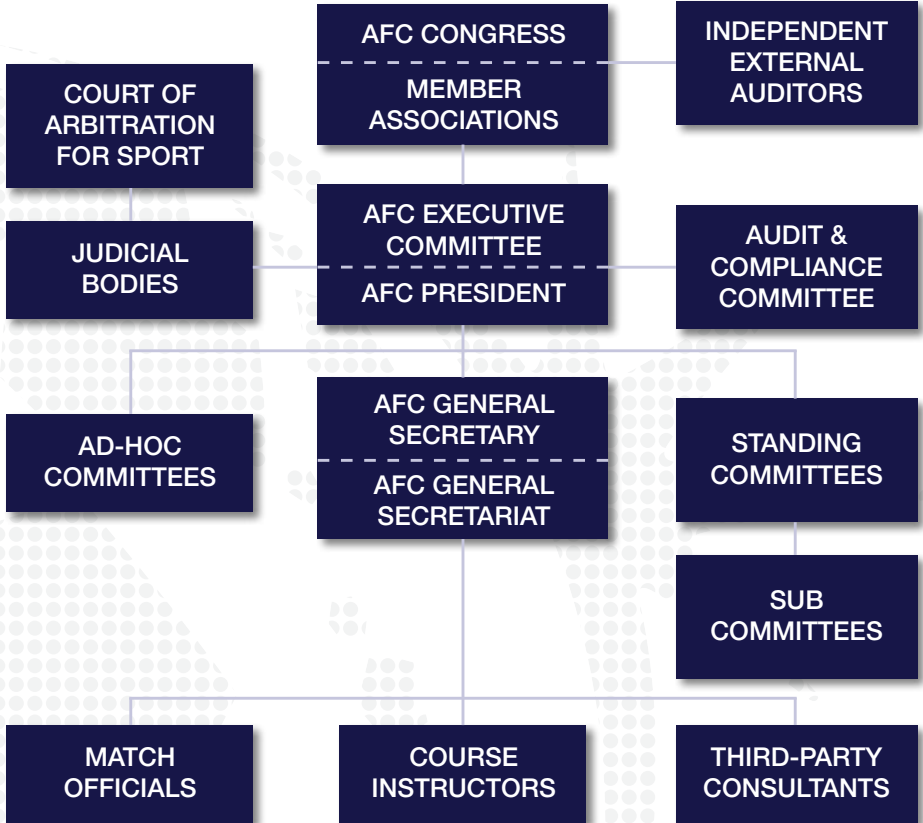 AFC CONGRESS
MEMBER
ASSOCIATIONS
INDEPENDENT
EXTERNAL
AUDITORS
COURT OF
ARBITRATION
FOR SPORT
JUDICIAL
BODIES
AFC EXECUTIVE
COMMITTEE
AFC PRESIDENT
AUDIT &
COMPLIANCE
COMMITTEE
AD-HOC
COMMITTEES
AFC GENERAL
SECRETARY
AFC GENERAL
SECRETARIAT
STANDING
COMMITTEES
SUB
COMMITTEES
MATCH
OFFICIALS
COURSE
INSTRUCTORS
THIRD-PARTY
CONSULTANTS